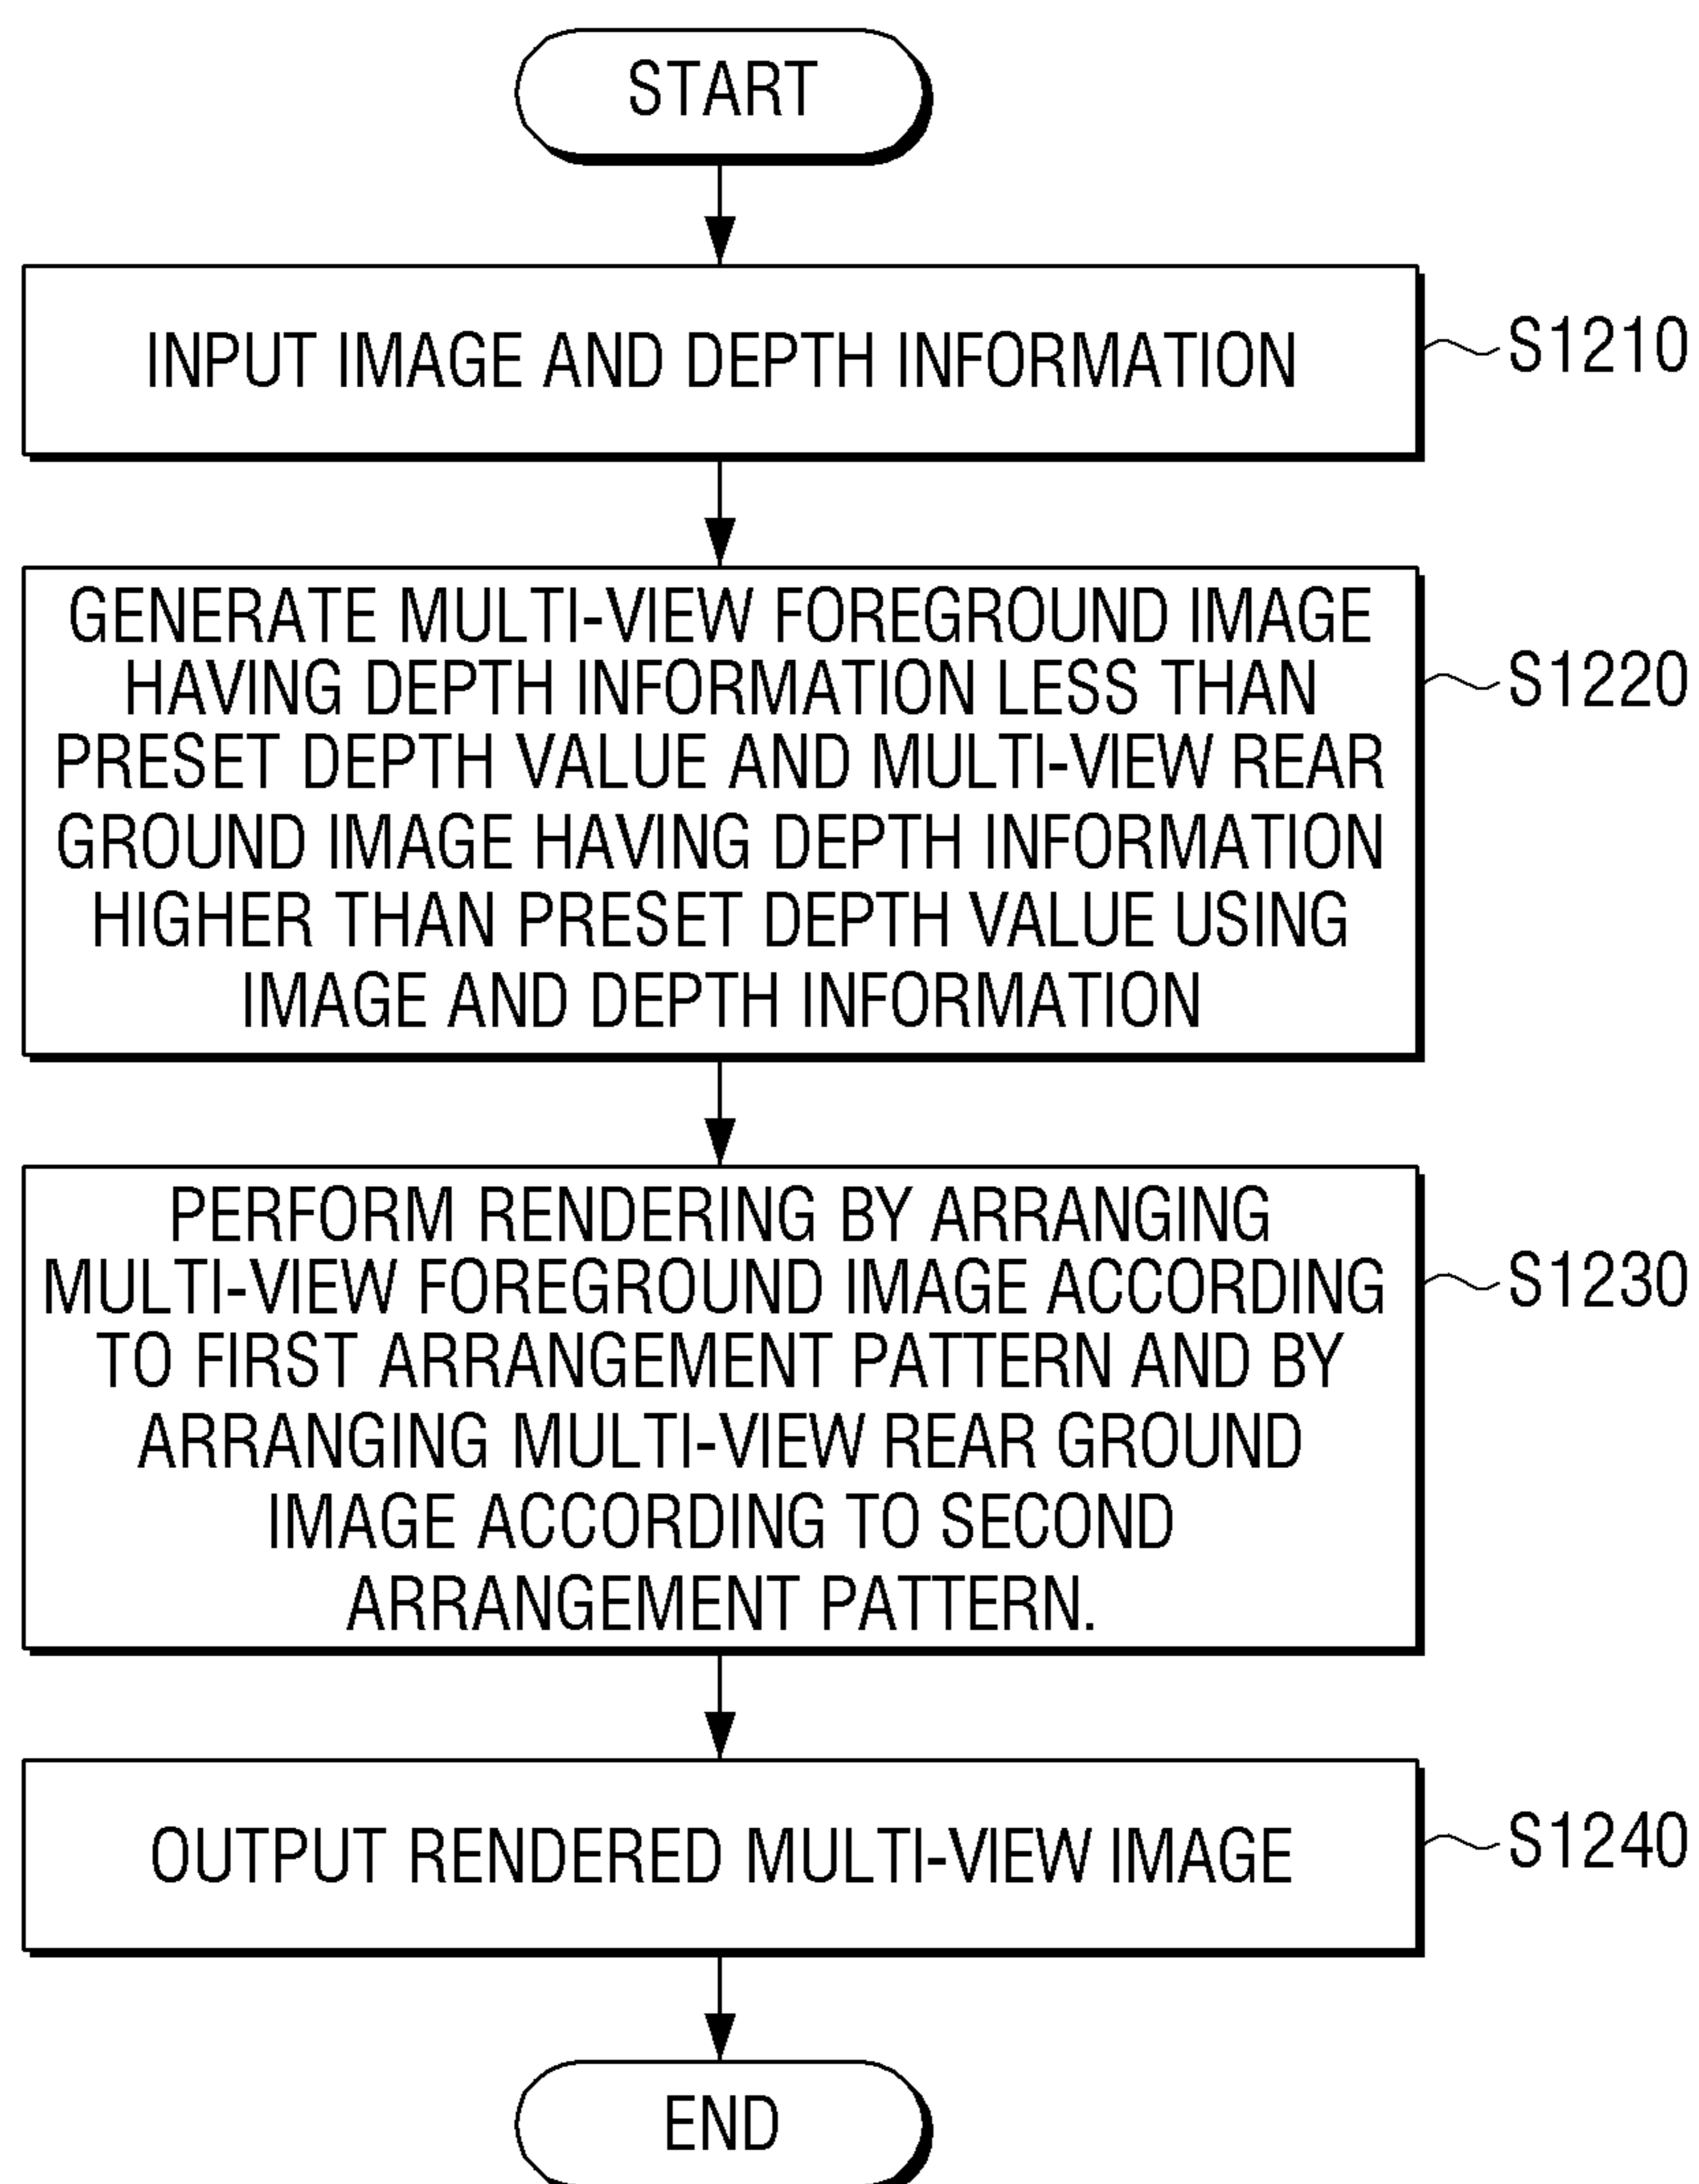 START
INPUT IMAGE AND DEPTH INFORMATION
S1210
GENERATE MULTI-VIEW FOREGROUND IMAGE
HAVING DEPTH INFORMATION LESS THAN
PRESET DEPTH VALUE AND MULTI-VIEW REAR
GROUND IMAGE HAVING DEPTH INFORMATION
HIGHER THAN PRESET DEPTH VALUE USING
IMAGE AND DEPTH INFORMATION
S1220
PERFORM RENDERING BY ARRANGING
MULTI-VIEW FOREGROUND IMAGE ACCORDING
TO FIRST ARRANGEMENT PATTERN AND BY
ARRANGING MULTI-VIEW REAR GROUND
IMAGE ACCORDING TO SECOND
ARRANGEMENT PATTERN.
S1230
OUTPUT RENDERED MULTI-VIEW IMAGE
S1240
END